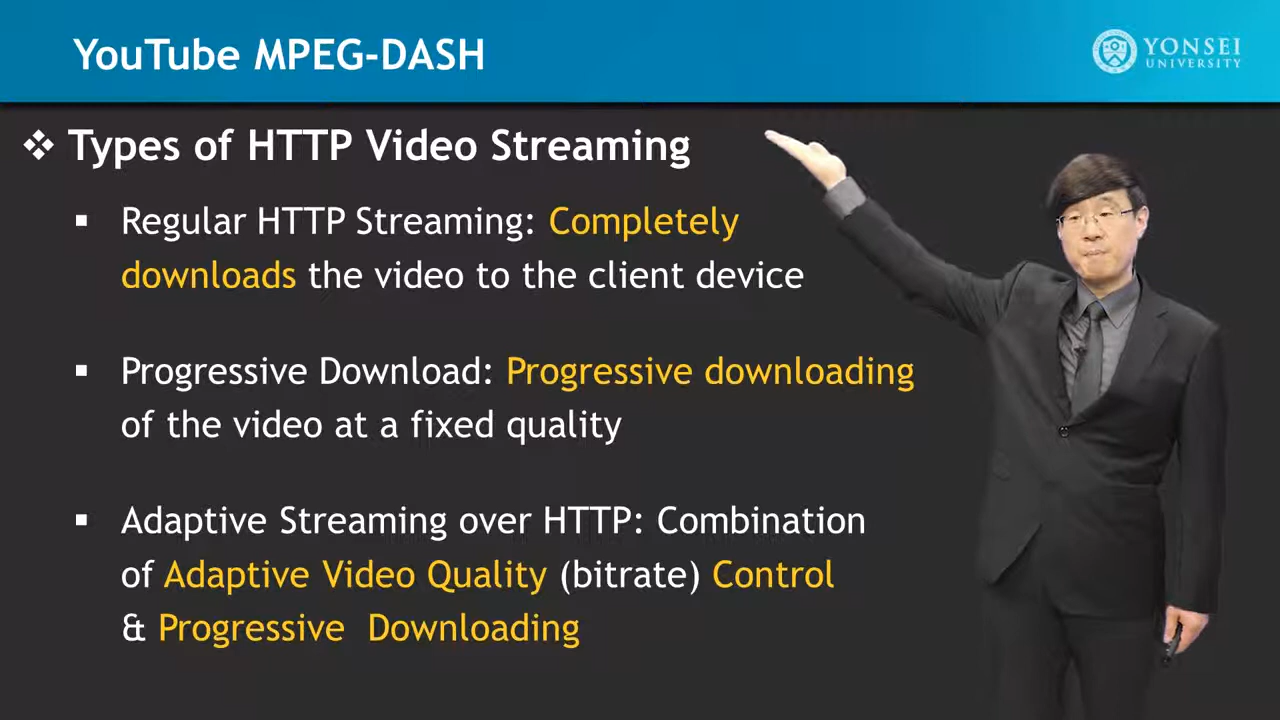 YouTube MPEG-DASH
YONSEI
UNIVERSITY
❖ Types of HTTP Video Streaming
▪ Regular HTTP Streaming: Completely
downloads the video to the client device
▪ Progressive Download: Progressive downloading
of the video at a fixed quality
▪ Adaptive Streaming over HTTP: Combination
of Adaptive Video Quality (bitrate) Control
& Progressive Downloading